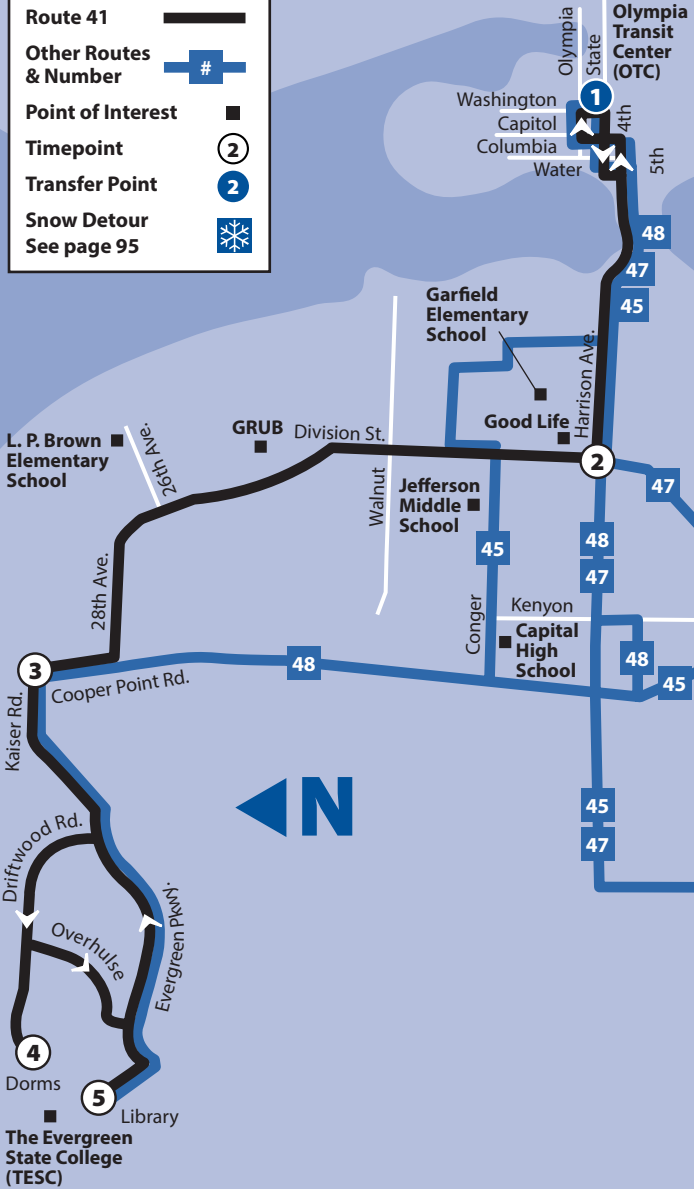 Route 41
Other Routes
& Number
#
Point of Interest
Timepoint
2
Transfer Point
2
Snow Detour
See page 95
Olympia
State
Olympia
Transit
Center
(OTC)
1
Washington
Capitol
Columbia
Water
4th
5th
48
47
45
Garfield
Elementary
School
Harrison Ave.
Good Life
2
GRUB
Division St.
L. P. Brown
Elementary
School
26th Ave.
Walnut
Jefferson
Middle
School
47
45
48
47
28th Ave.
Conger
Kenyon
Capital
High
School
3
48
48
45
Cooper Point Rd.
Kaiser Rd.
N
45
47
Driftwood Rd.
Overhulse
Evergreen Pkwy.
4
Dorms
5
Library
The Evergreen
State College
(TESC)